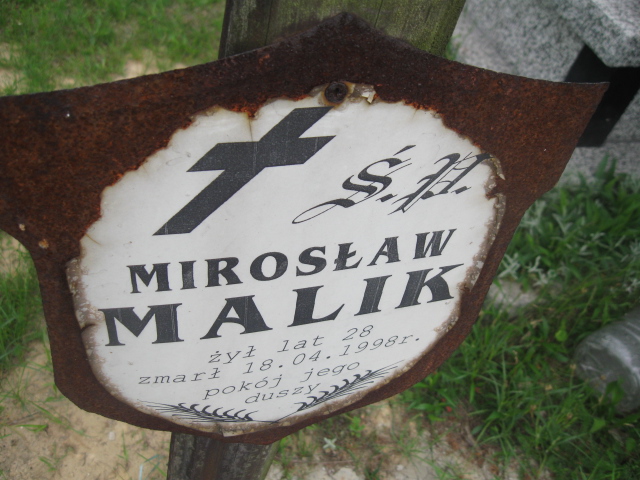 Ś.P.
MIROSŁAW
MALIK
żył lat 28
zmarł 18.04.1998r.
pokój jego
duszy